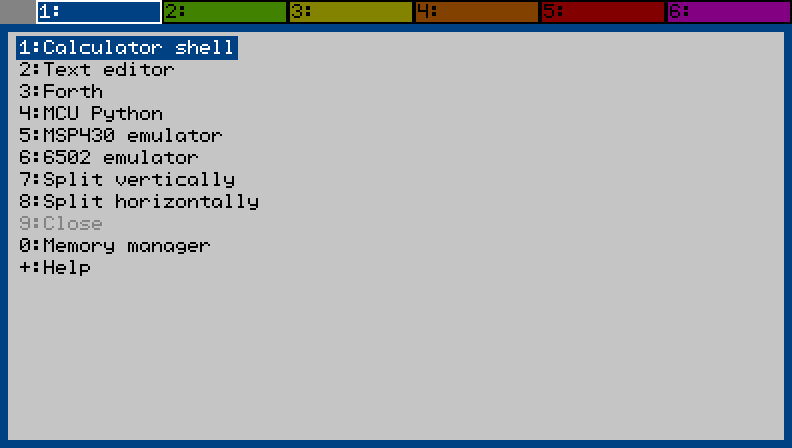 1: 2: 3: 4: 5: 6:
1:Calculator shell
2:Text editor
3:Forth
4:MCU Python
5:MSP430 emulator
6:6502 emulator
7:Split vertically
8:Split horizontally
9:Close
0:Memory manager
+:Help